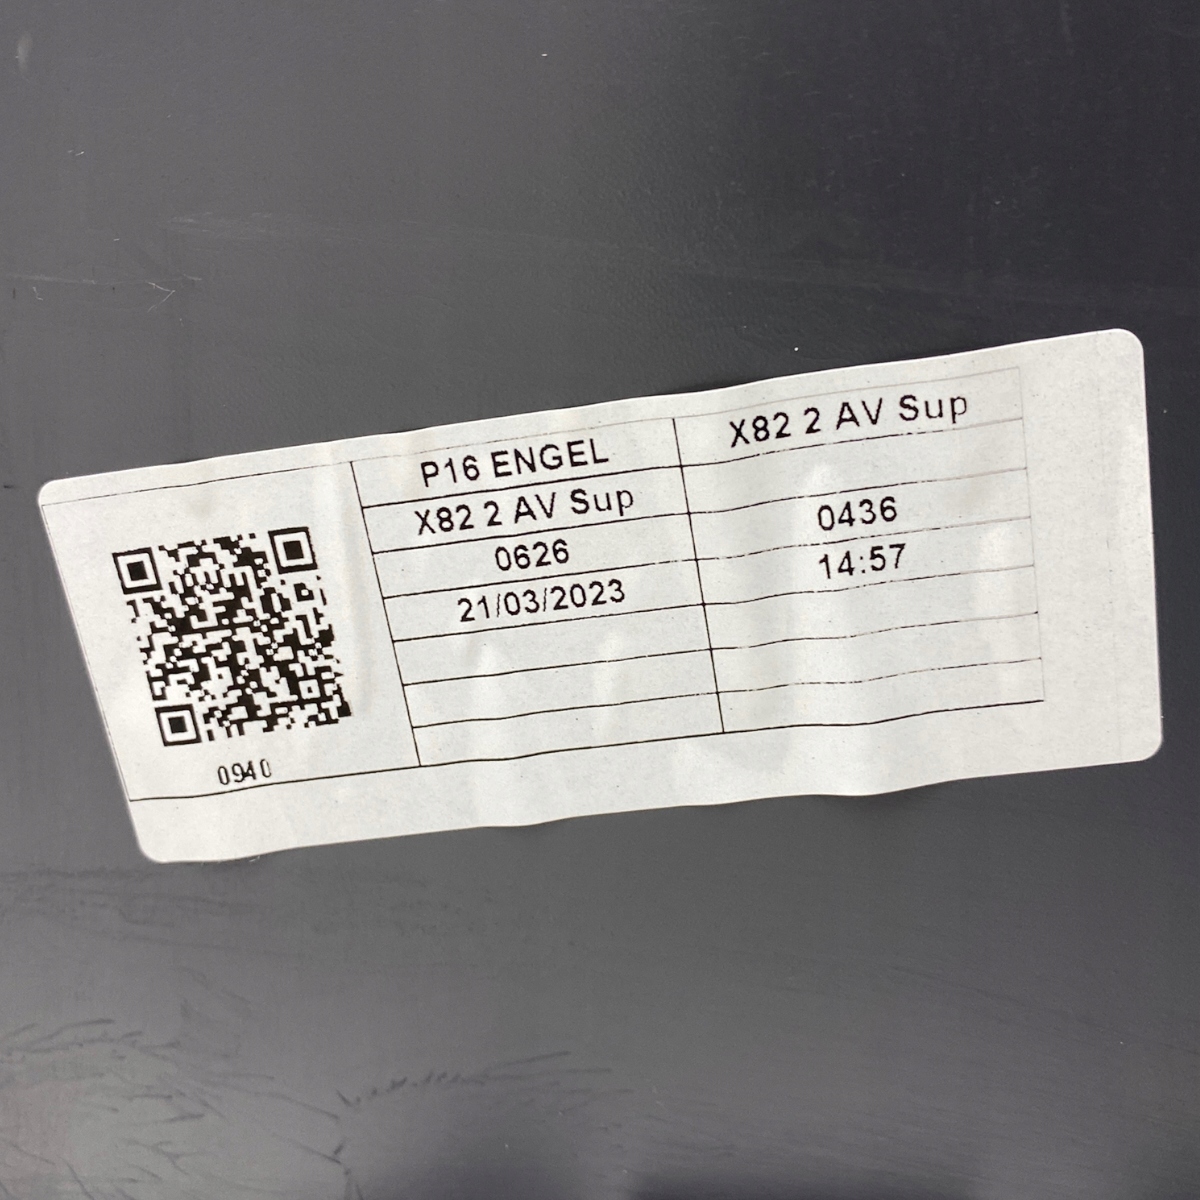 P16 ENGEL X82 2 AV Sup
X82 2 AV Sup
0626 0436
21/03/2023 14:57
0940